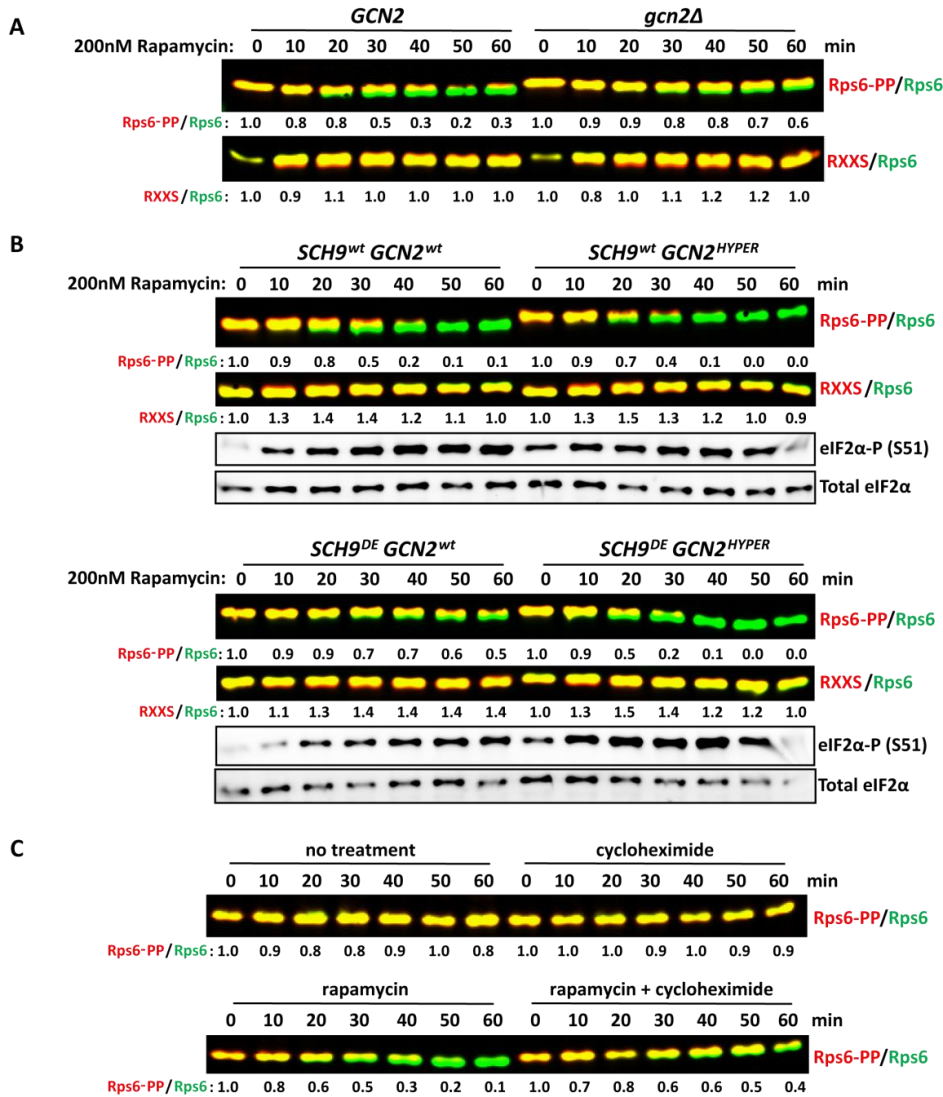 A
GCN2 gcn2Δ
200nM Rapamycin: 0 10 20 30 40 50 60 0 10 20 30 40 50 60 min
Rps6-PP/Rps6
Rps6-PP/Rps6: 1.0 0.8 0.8 0.5 0.3 0.2 0.3 1.0 0.9 0.9 0.8 0.8 0.7 0.6
RXXS/Rps6
RXXS/Rps6: 1.0 0.9 1.1 1.0 1.0 1.0 1.0 1.0 0.8 1.0 1.1 1.2 1.2 1.0
B
SCH9wt GCN2wt SCH9wt GCN2HYPER
200nM Rapamycin: 0 10 20 30 40 50 60 0 10 20 30 40 50 60 min
Rps6-PP/Rps6
Rps6-PP/Rps6: 1.0 0.9 0.8 0.5 0.2 0.1 0.1 1.0 0.9 0.7 0.4 0.1 0.0 0.0
RXXS/Rps6
RXXS/Rps6: 1.0 1.3 1.4 1.4 1.2 1.1 1.0 1.0 1.3 1.5 1.3 1.2 1.0 0.9
eIF2α-P (S51)
Total eIF2α
SCH9DE GCN2wt SCH9DE GCN2HYPER
200nM Rapamycin: 0 10 20 30 40 50 60 0 10 20 30 40 50 60 min
Rps6-PP/Rps6
Rps6-PP/Rps6: 1.0 0.9 0.9 0.7 0.7 0.6 0.5 1.0 0.9 0.5 0.2 0.1 0.0 0.0
RXXS/Rps6
RXXS/Rps6: 1.0 1.1 1.3 1.4 1.4 1.4 1.4 1.0 1.3 1.5 1.4 1.2 1.2 1.0
eIF2α-P (S51)
Total eIF2α
C
no treatment cycloheximide
0 10 20 30 40 50 60 0 10 20 30 40 50 60 min
Rps6-PP/Rps6
Rps6-PP/Rps6: 1.0 0.9 0.8 0.8 0.9 1.0 0.8 1.0 1.0 1.0 0.9 1.0 0.9 0.9
rapamycin rapamycin + cycloheximide
0 10 20 30 40 50 60 0 10 20 30 40 50 60 min
Rps6-PP/Rps6
Rps6-PP/Rps6: 1.0 0.8 0.6 0.5 0.3 0.2 0.1 1.0 0.7 0.8 0.6 0.6 0.5 0.4